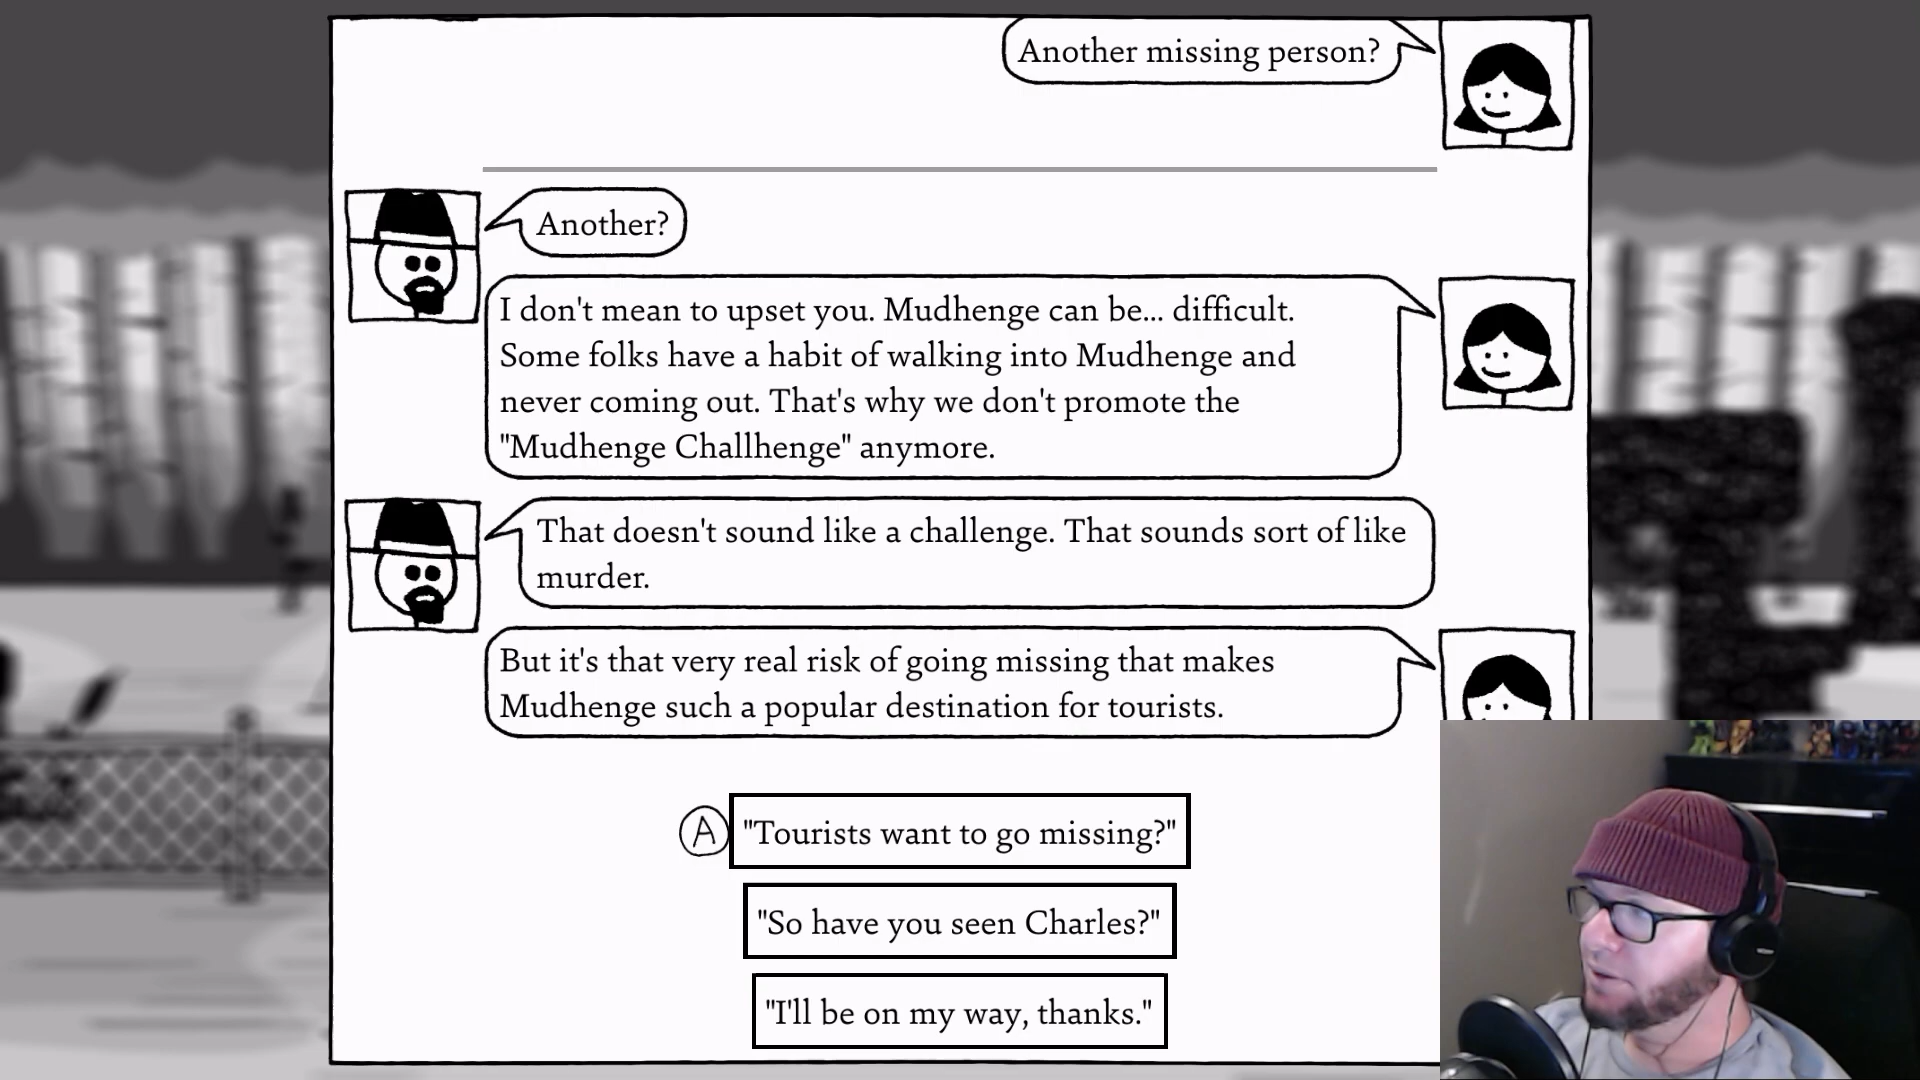 Another missing person?
Another?
I don't mean to upset you. Mudhenge can be... difficult.
Some folks have a habit of walking into Mudhenge and
never coming out. That's why we don't promote the
"Mudhenge Challhenge" anymore.
That doesn't sound like a challenge. That sounds sort of like
murder.
But it's that very real risk of going missing that makes
Mudhenge such a popular destination for tourists.
A "Tourists want to go missing?"
"So have you seen Charles?"
"I'll be on my way, thanks."